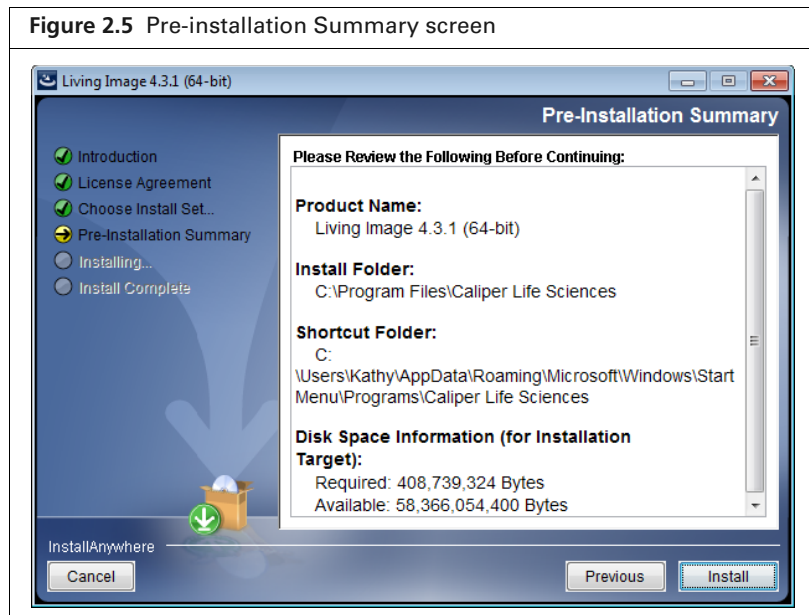 Figure 2.5 Pre-installation Summary screen
Living Image 4.3.1 (64-bit)
Pre-Installation Summary
Introduction
License Agreement
Choose Install Set...
Pre-Installation Summary
Installing...
Install Complete
Please Review the Following Before Continuing:
Product Name:
Living Image 4.3.1 (64-bit)
Install Folder:
C:\Program Files\Caliper Life Sciences
Shortcut Folder:
C:
\Users\Kathy\AppData\Roaming\Microsoft\Windows\Start
Menu\Programs\Caliper Life Sciences
Disk Space Information (for Installation
Target):
Required: 408,739,324 Bytes
Available: 58,366,054,400 Bytes
InstallAnywhere
Cancel
Previous
Install